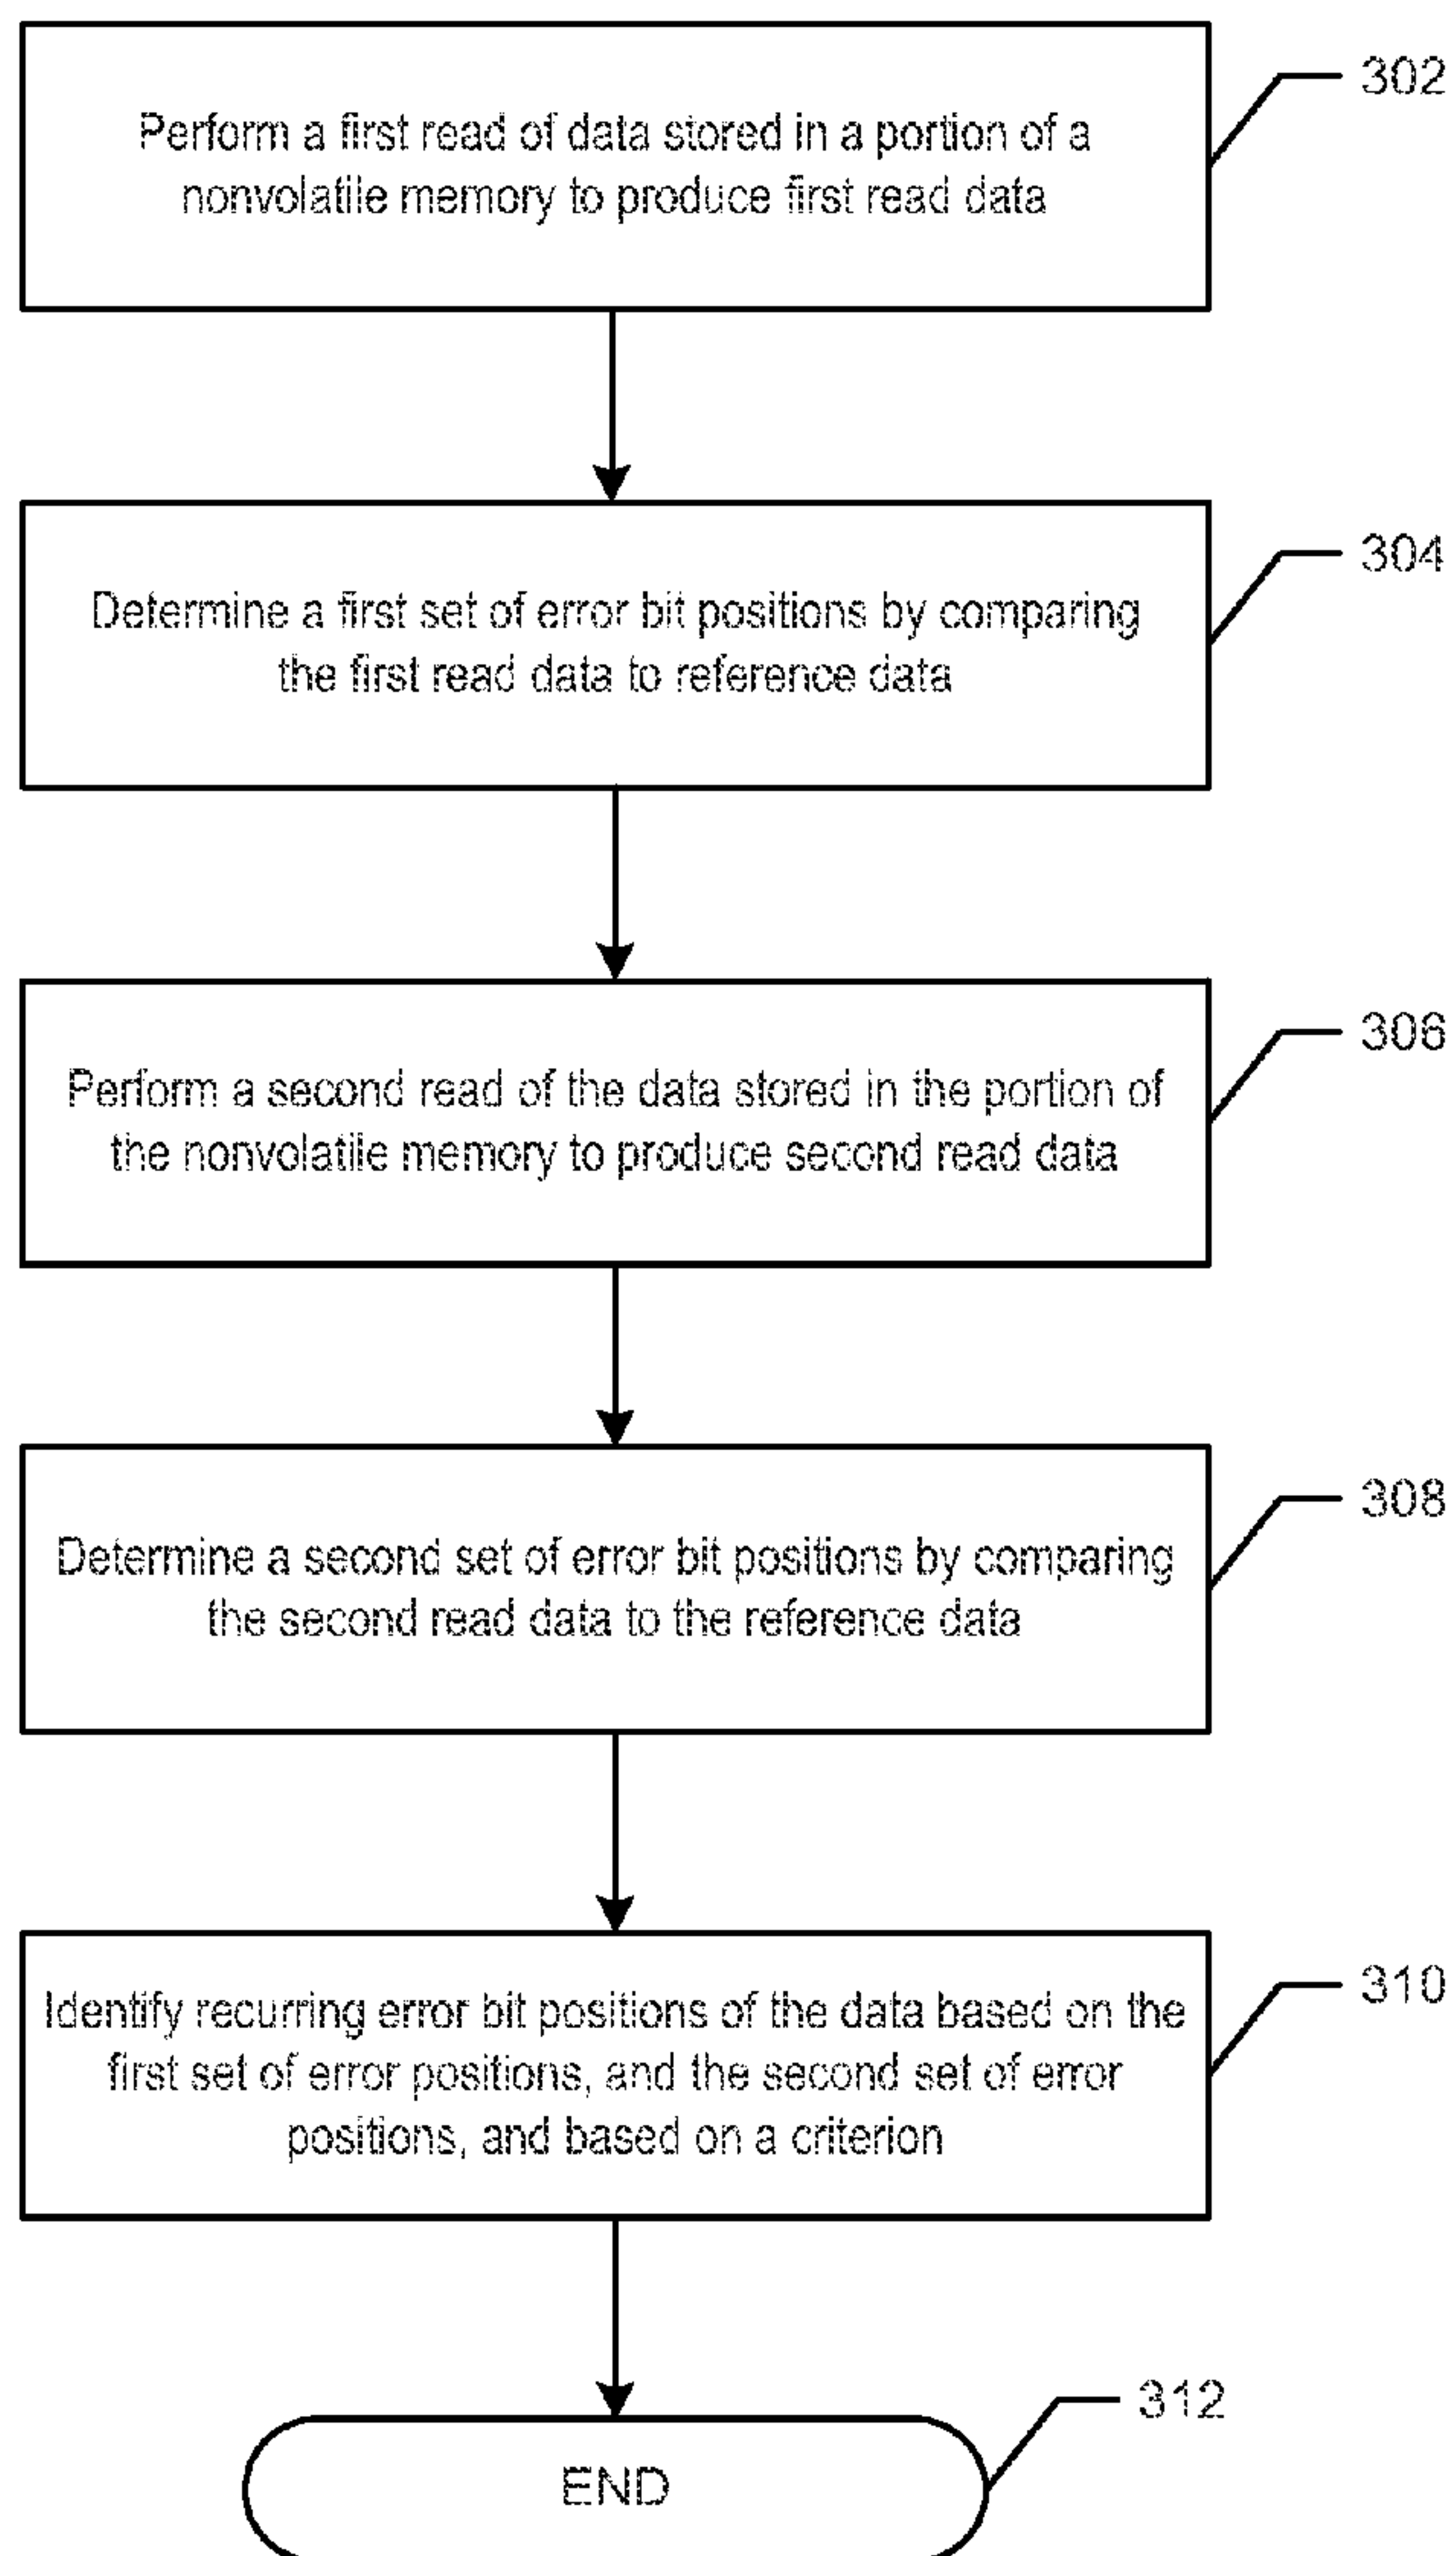 302
Perform a first read of data stored in a portion of a
nonvolatile memory to produce first read data
304
Determine a first set of error bit positions by comparing
the first read data to reference data
306
Perform a second read of the data stored in the portion of
the nonvolatile memory to produce second read data
308
Determine a second set of error bit positions by comparing
the second read data to the reference data
310
Identify recurring error bit positions of the data based on the
first set of error positions, and the second set of error
positions, and based on a criterion
312
END